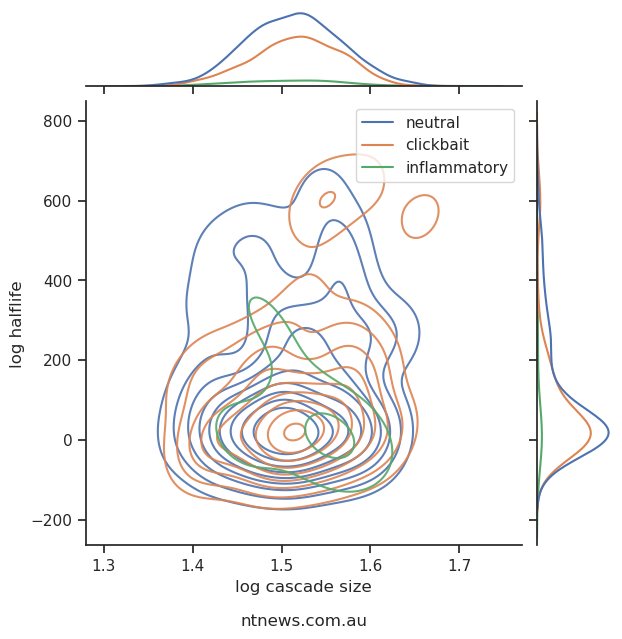 neutral
clickbait
inflammatory
800
600
400
200
0
−200
log halflife
1.3 1.4 1.5 1.6 1.7
log cascade size
ntnews.com.au